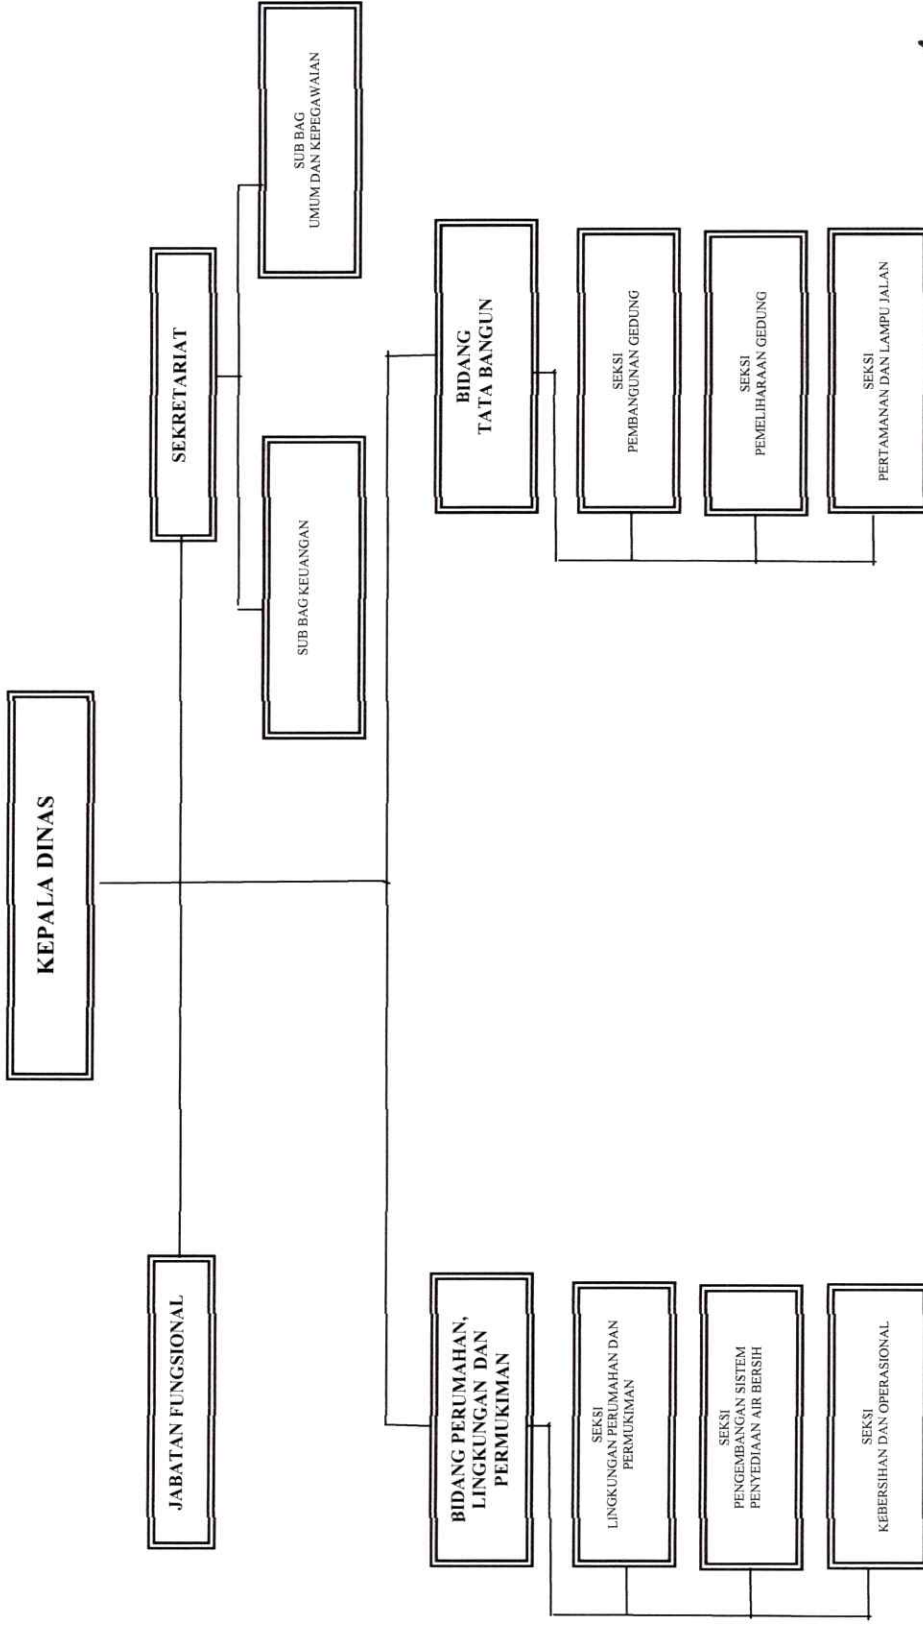 KEPALA DINAS
JABATAN FUNGSIONAL
SEKRETARIAT
SUB BAG KEUANGAN
SUB BAG
UMUM DAN KEPEGAWAIAN
BIDANG PERUMAHAN,
LINGKUNGAN DAN
PERMUKIMAN
BIDANG
TATA BANGUN
SEKSI
LINGKUNGAN PERUMAHAN DAN
PERMUKIMAN
SEKSI
PEMBANGUNAN GEDUNG
SEKSI
PENGEMBANGAN SISTEM
PENYEDIAAN AIR BERSIH
SEKSI
PEMELIHARAAN GEDUNG
SEKSI
KEBERSIHAN DAN OPERASIONAL
SEKSI
PERTAMANAN DAN LAMPU JALAN